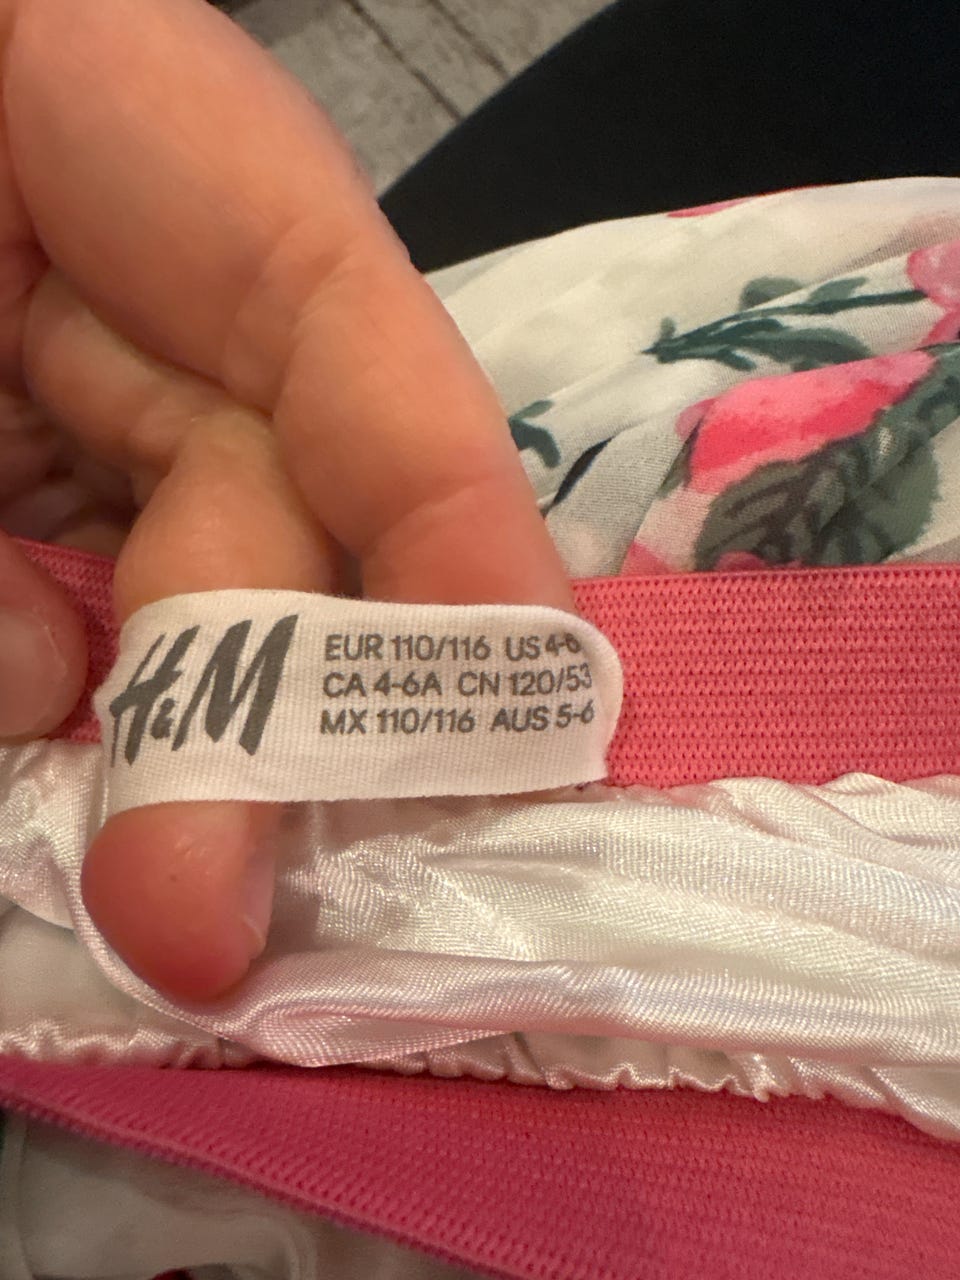 H&M
EUR 110/116 US 4-6
CA 4-6A CN 120/53
MX 110/116 AUS 5-6